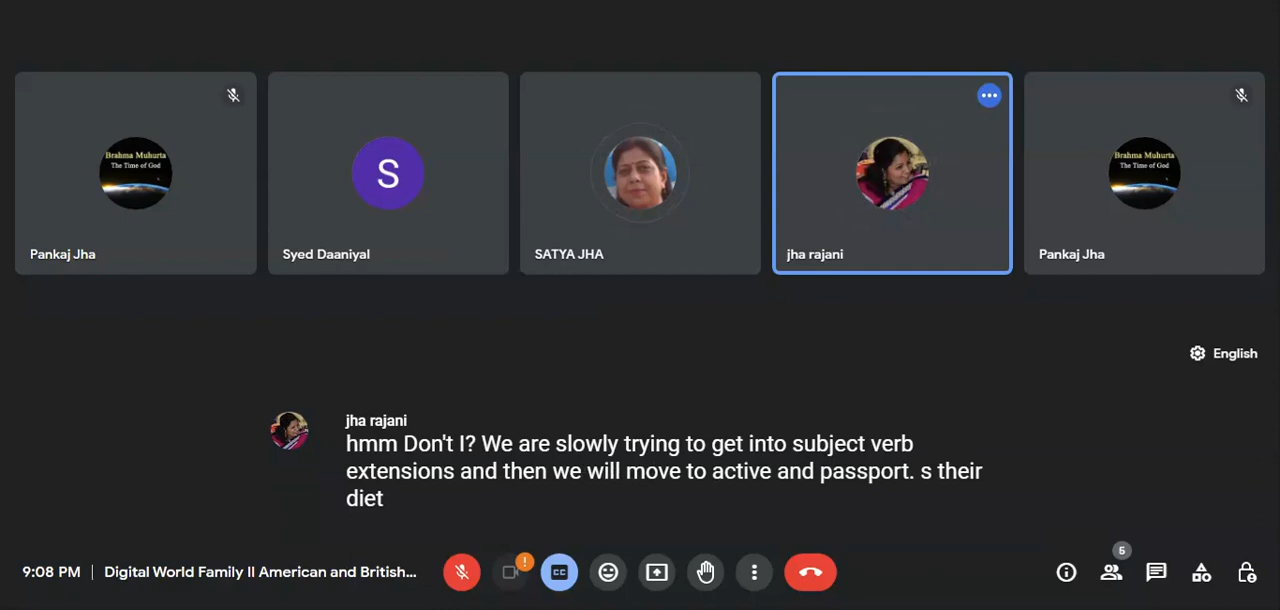 Brahma Muhurta
The Time of God
S
Brahma Muhurta
The Time of God
Pankaj Jha
Syed Daaniyal
SATYA JHA
jha rajani
Pankaj Jha
English
jha rajani
hmm Don't I? We are slowly trying to get into subject verb
extensions and then we will move to active and passport. s their
diet
9:08 PM | Digital World Family II American and British...
!
CC
5